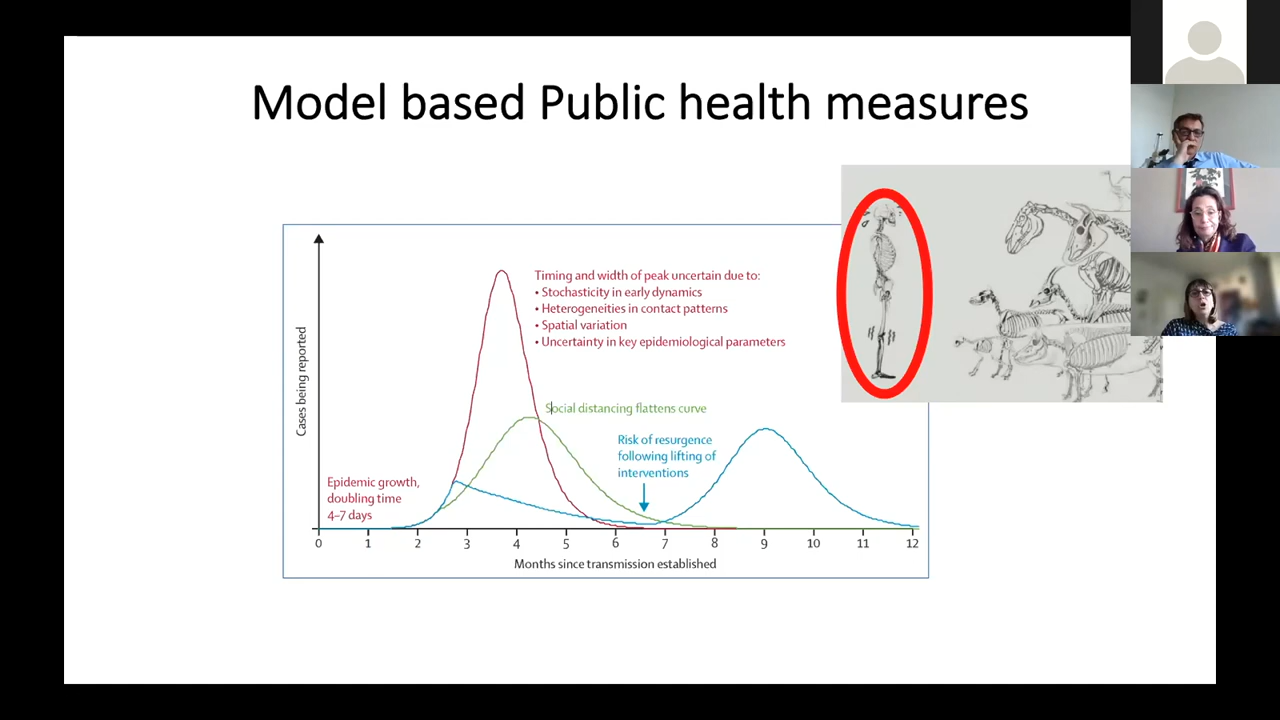 Model based Public health measures
Cases being reported
Timing and width of peak uncertain due to:
• Stochasticity in early dynamics
• Heterogeneities in contact patterns
• Spatial variation
• Uncertainty in key epidemiological parameters
Social distancing flattens curve
Risk of resurgence
following lifting of
interventions
Epidemic growth,
doubling time
4–7 days
0 1 2 3 4 5 6 7 8 9 10 11 12
Months since transmission established